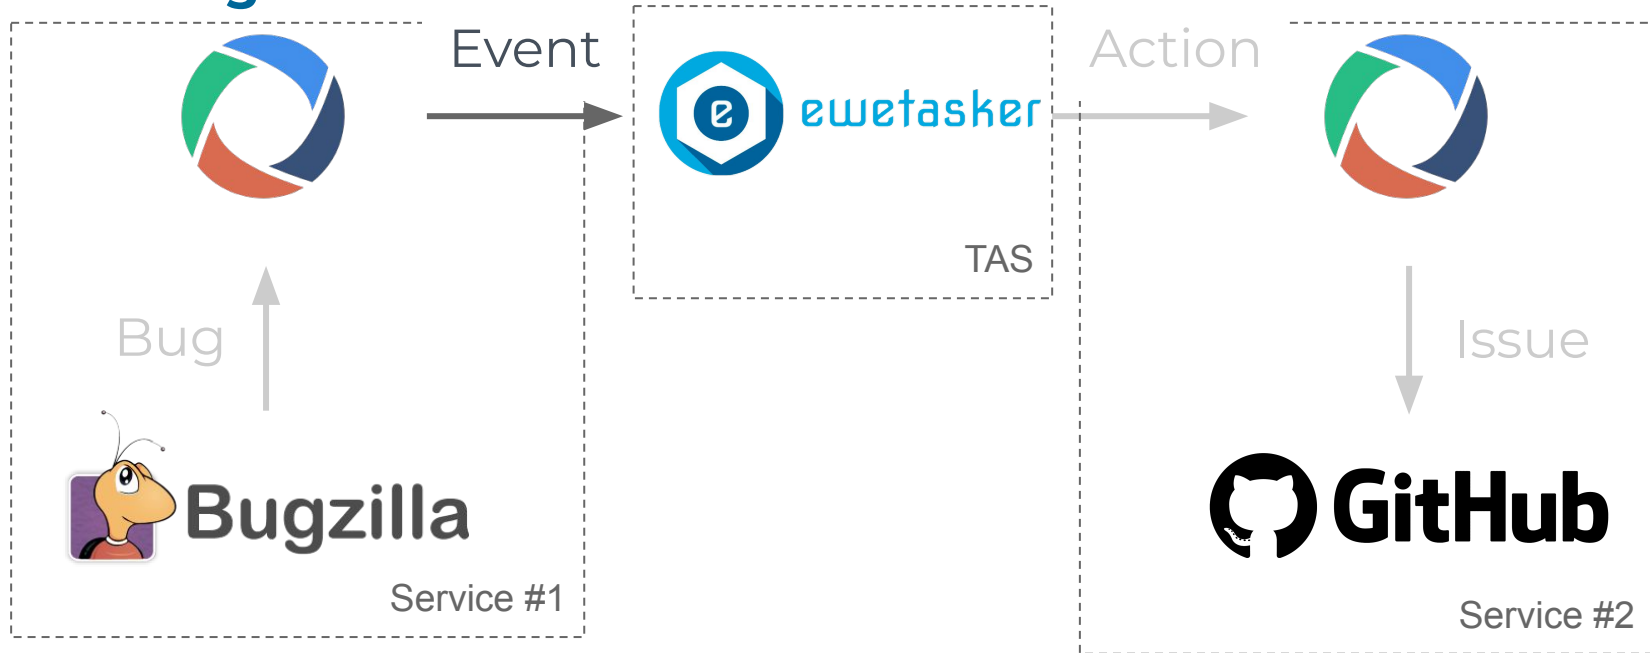 Event
Action
e ewetasker
TAS
Bug
Issue
Bugzilla
GitHub
Service #1
Service #2